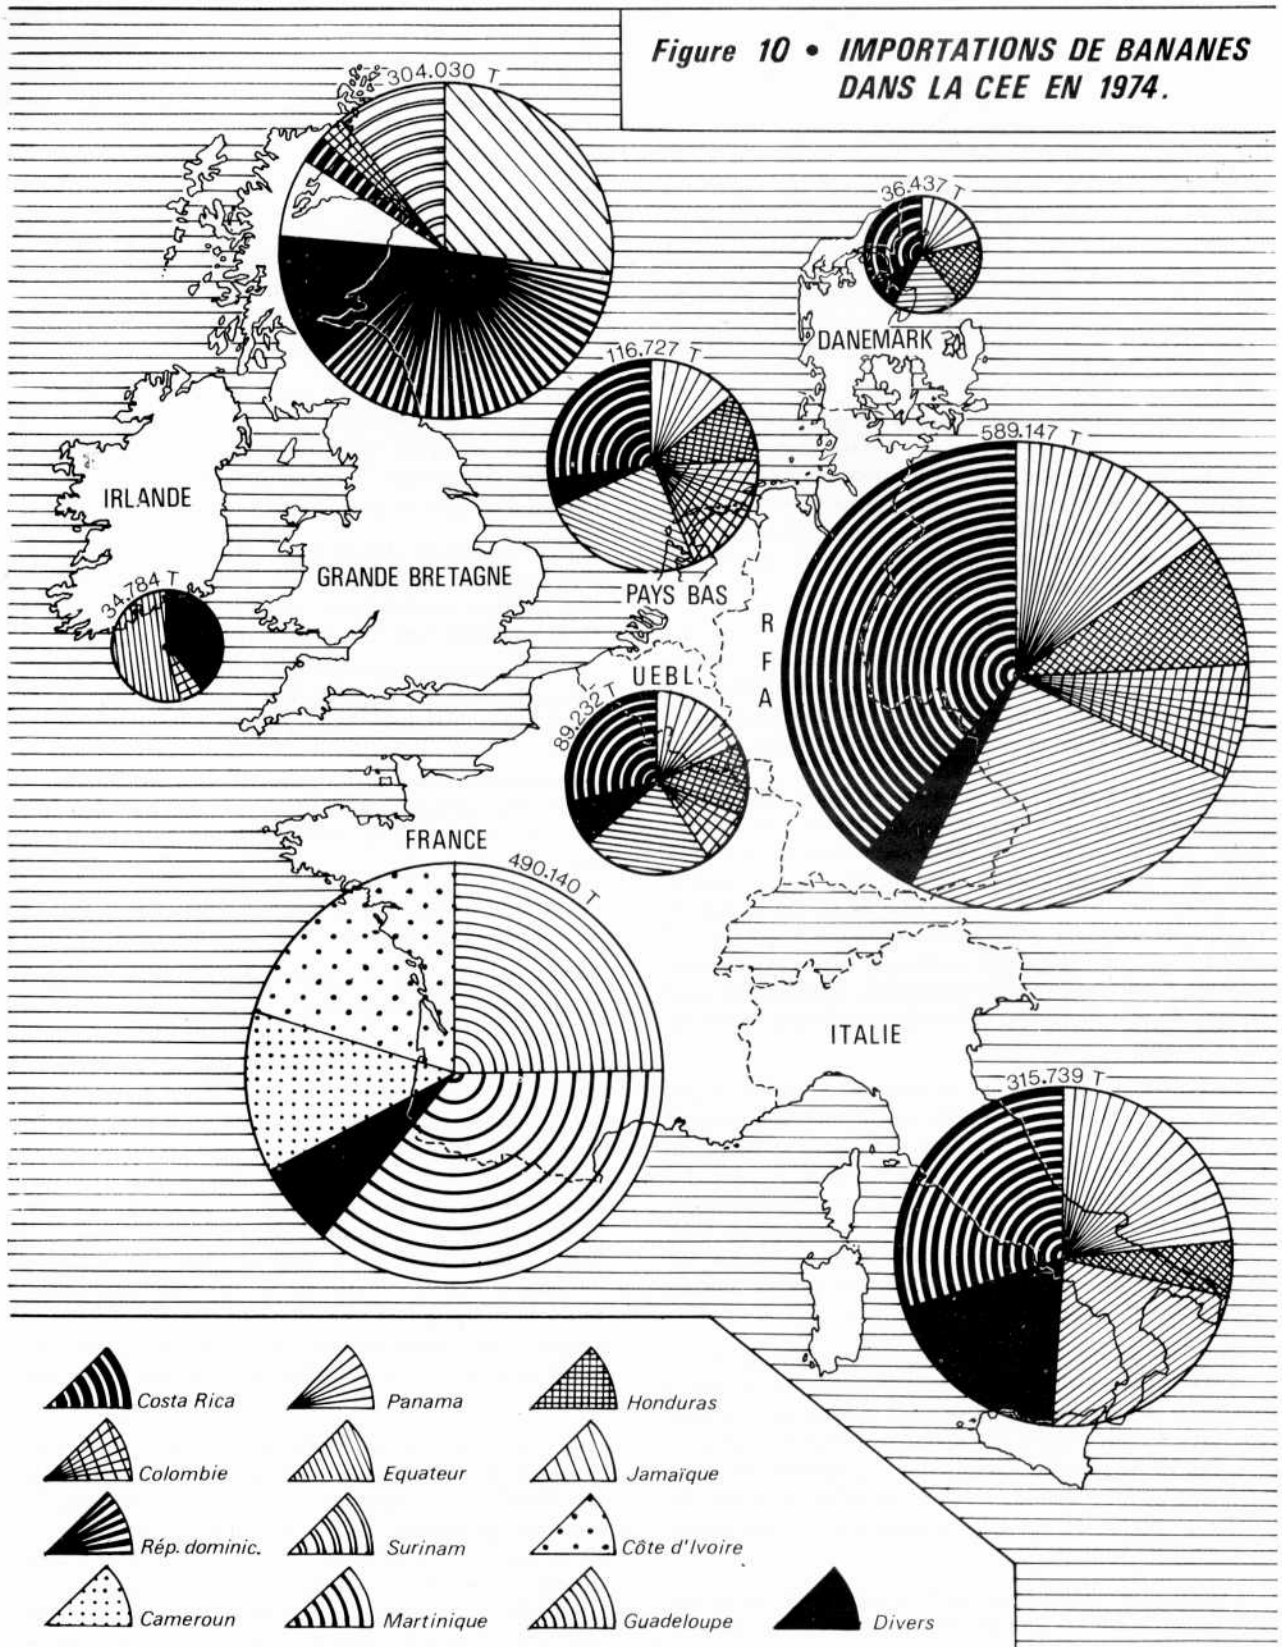 Figure 10 • IMPORTATIONS DE BANANES
DANS LA CEE EN 1974.
304.030 T
36.437 T
DANEMARK
116.727 T
589.147 T
IRLANDE
34.784 T
GRANDE BRETAGNE
PAYS BAS
R
F
A
UEBL
89.232 T
FRANCE
490.140 T
ITALIE
315.739 T
Costa Rica
Panama
Honduras
Colombie
Equateur
Jamaïque
Rép. dominic.
Surinam
Côte d'Ivoire
Cameroun
Martinique
Guadeloupe
Divers